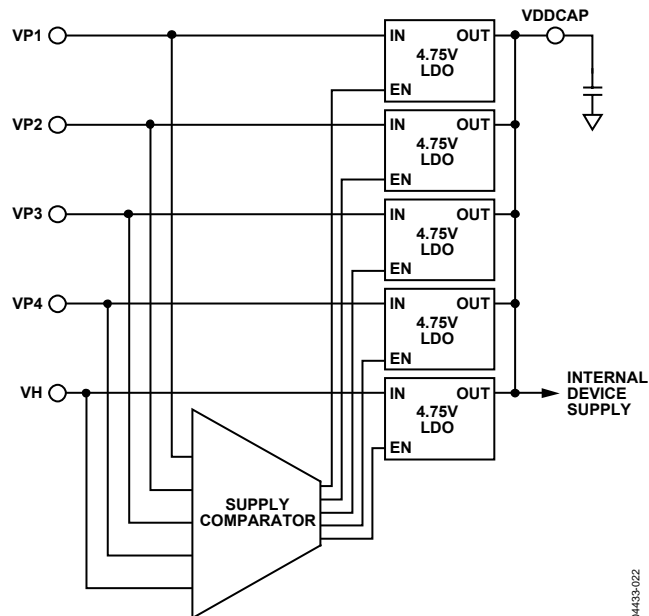 VDDCAP
VP1
IN
OUT
4.75V
LDO
EN
VP2
IN
OUT
4.75V
LDO
EN
VP3
IN
OUT
4.75V
LDO
EN
VP4
IN
OUT
4.75V
LDO
EN
VH
IN
OUT
4.75V
LDO
EN
INTERNAL
DEVICE
SUPPLY
SUPPLY
COMPARATOR
04433-022